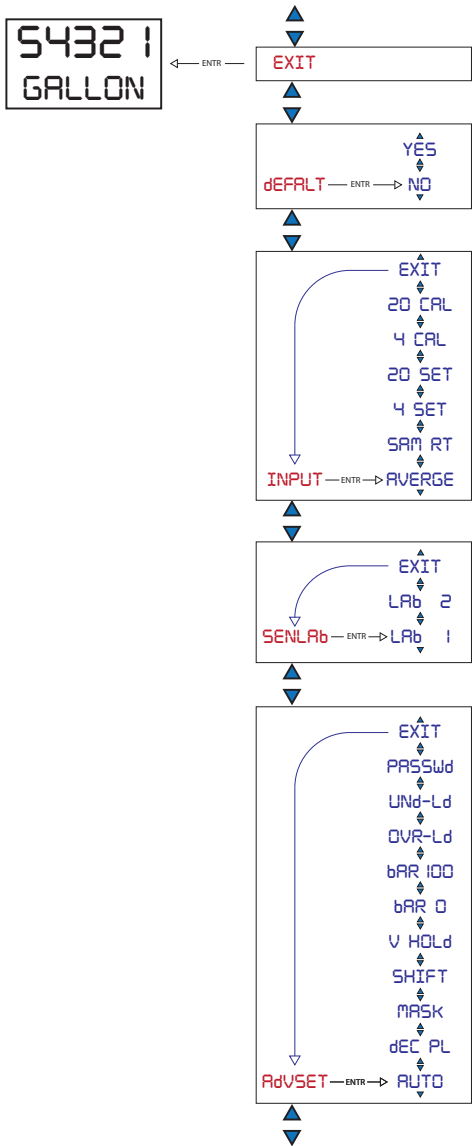 54321
GALLON
ENTR
EXIT
YES
dEFALT
ENTR
NO
EXIT
20 CAL
4 CAL
20 SET
4 SET
SAM RT
INPUT
ENTR
AVERGE
EXIT
LAb 2
SENLAb
ENTR
LAb 1
EXIT
PASSWd
UNd-Ld
OVR-Ld
bAR 100
bAR 0
V HOLd
SHIFT
MASK
dEC PL
AdVSET
ENTR
AUTO